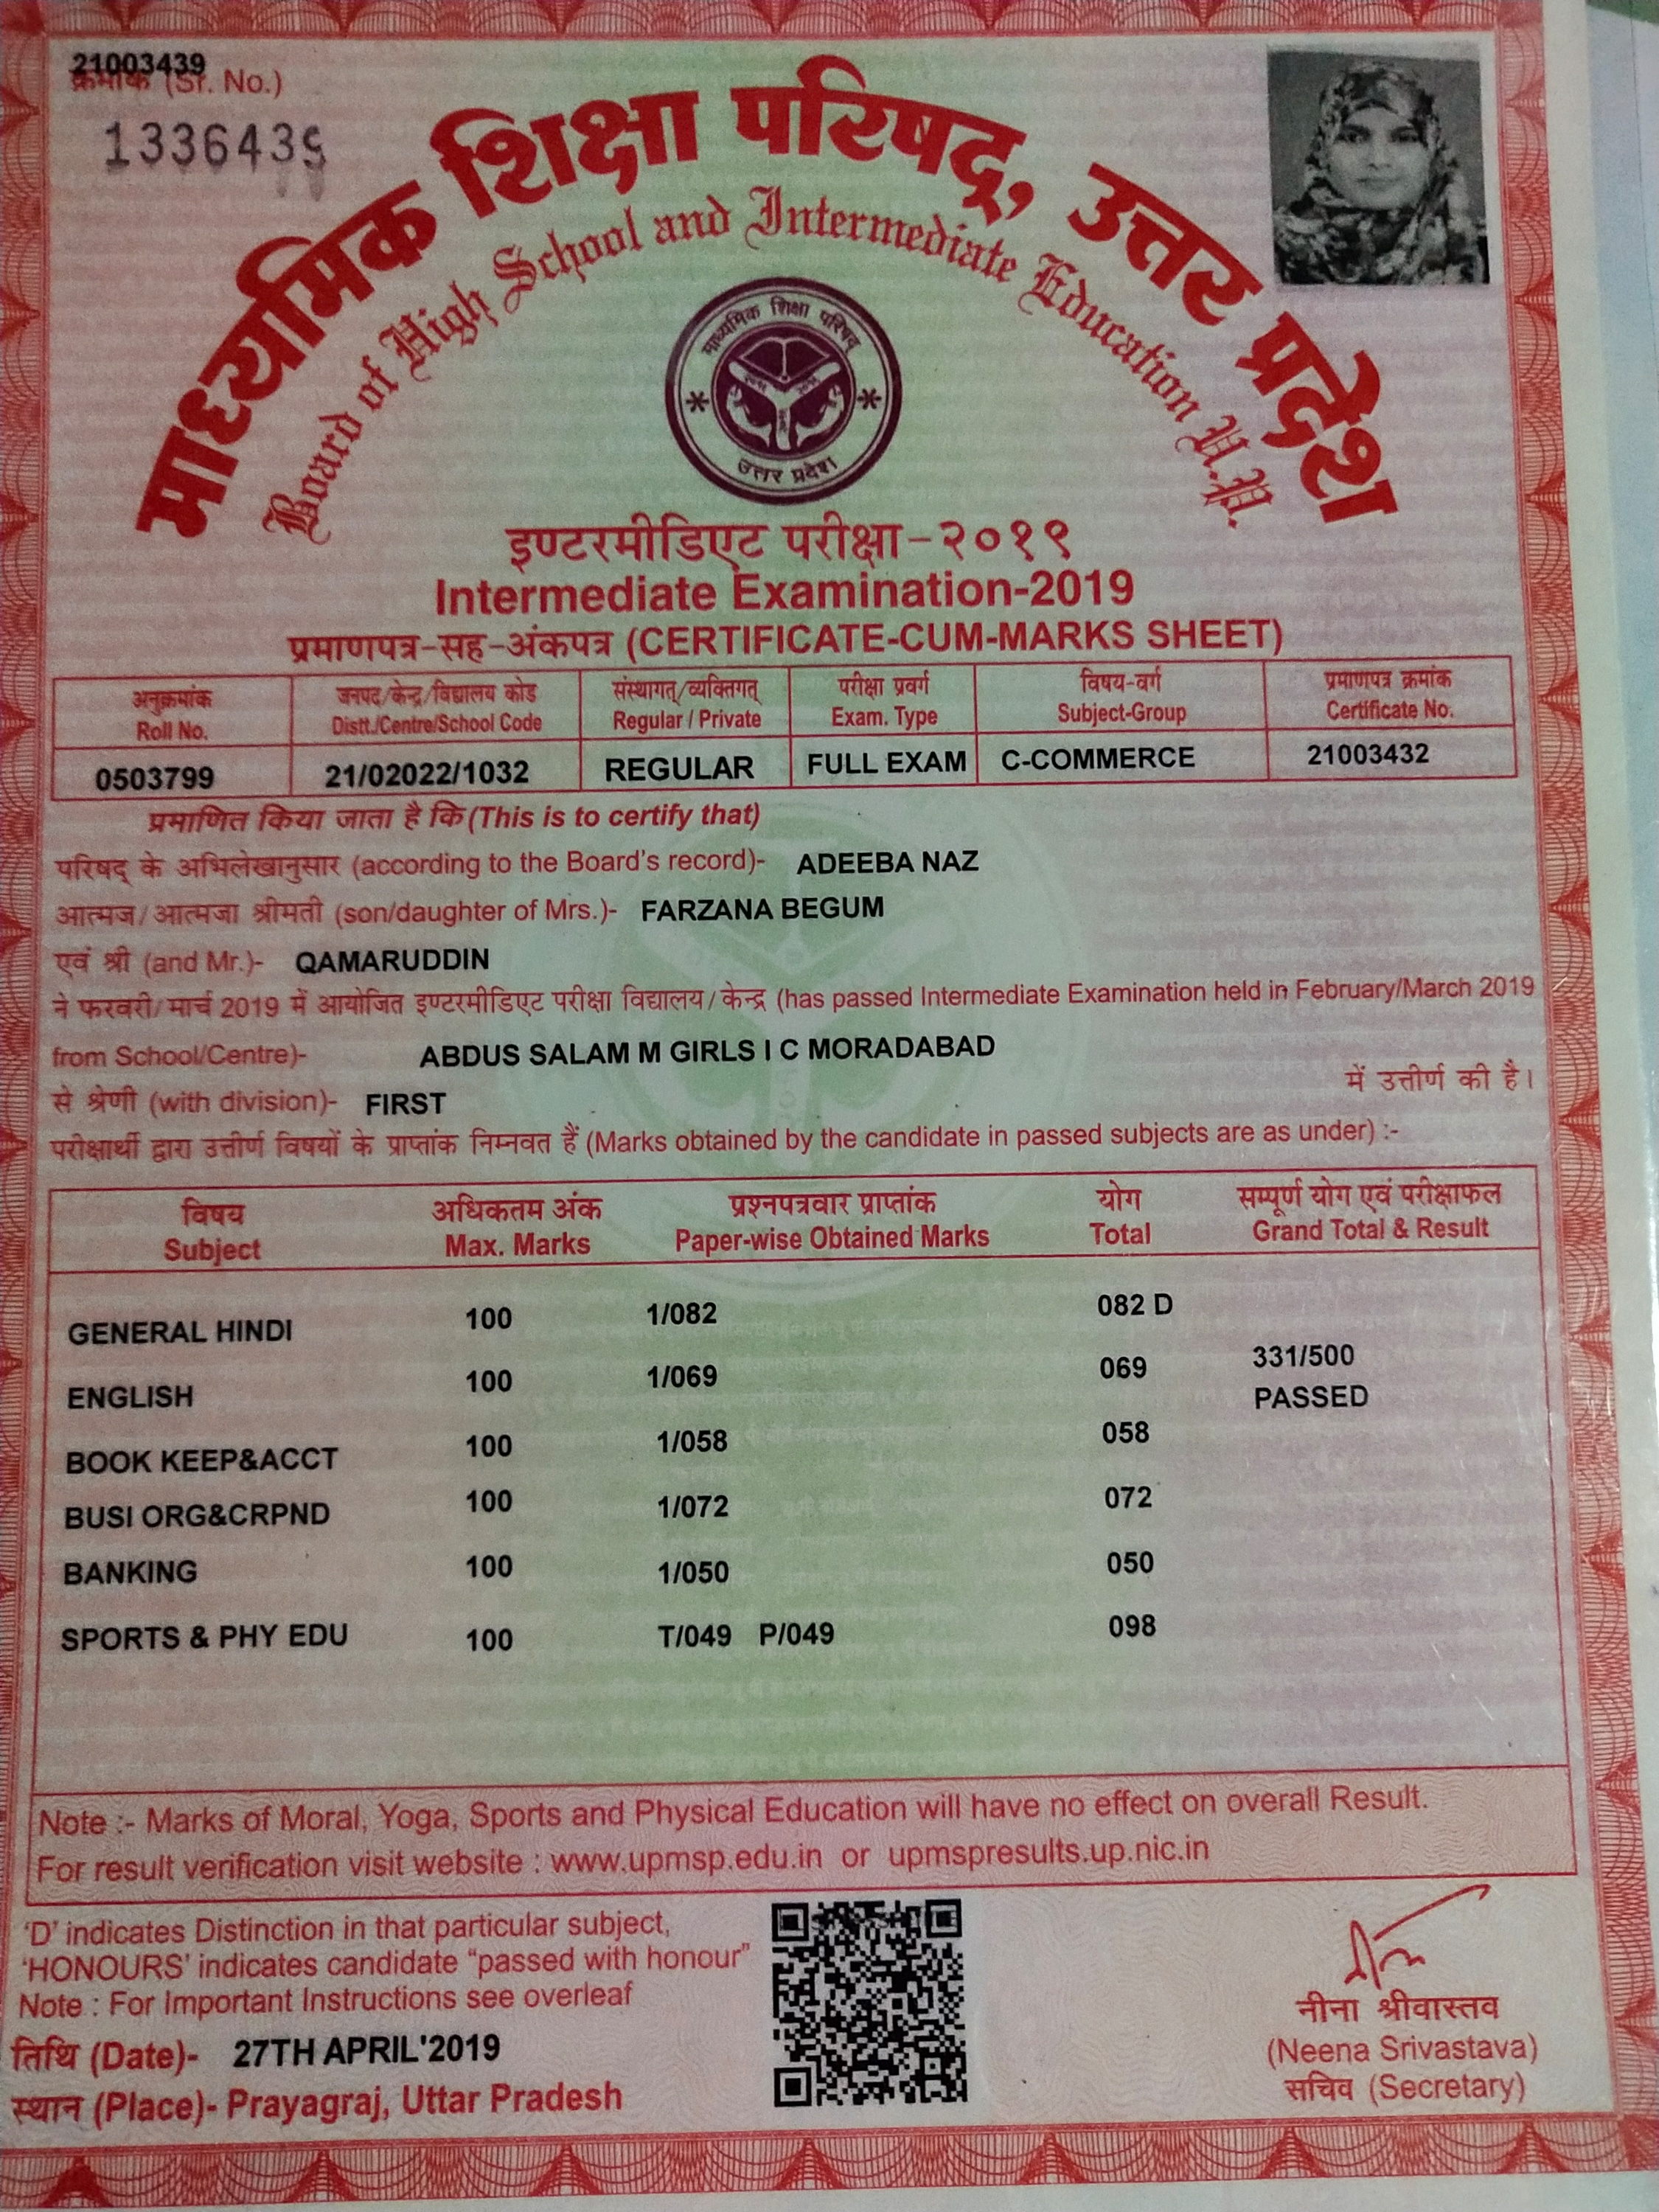 21003439
क्रमांक (Sr. No.)
1336439
माध्यमिक शिक्षा परिषद्, उत्तर प्रदेश
Board of High School and Intermediate Education U.P.
माध्यमिक शिक्षा परिषद्
उत्तर प्रदेश
इण्टरमीडिएट परीक्षा-२०१९
Intermediate Examination-2019
प्रमाणपत्र-सह-अंकपत्र (CERTIFICATE-CUM-MARKS SHEET)
अनुक्रमांक जनपद/केन्द्र/विद्यालय कोड संस्थागत्/व्यक्तिगत् परीक्षा प्रवर्ग विषय-वर्ग प्रमाणपत्र क्रमांक
Roll No. Distt./Centre/School Code Regular / Private Exam. Type Subject-Group Certificate No.
0503799 21/02022/1032 REGULAR FULL EXAM C-COMMERCE 21003432
प्रमाणित किया जाता है कि (This is to certify that)
परिषद् के अभिलेखानुसार (according to the Board's record)- ADEEBA NAZ
आत्मज/आत्मजा श्रीमती (son/daughter of Mrs.)- FARZANA BEGUM
एवं श्री (and Mr.)- QAMARUDDIN
ने फरवरी/मार्च 2019 में आयोजित इण्टरमीडिएट परीक्षा विद्यालय/केन्द्र (has passed Intermediate Examination held in February/March 2019
from School/Centre)- ABDUS SALAM M GIRLS I C MORADABAD
से श्रेणी (with division)- FIRST में उत्तीर्ण की है।
परीक्षार्थी द्वारा उत्तीर्ण विषयों के प्राप्तांक निम्नवत हैं (Marks obtained by the candidate in passed subjects are as under) :-
विषय अधिकतम अंक प्रश्नपत्रवार प्राप्तांक योग सम्पूर्ण योग एवं परीक्षाफल
Subject Max. Marks Paper-wise Obtained Marks Total Grand Total & Result
GENERAL HINDI 100 1/082 082 D
331/500
ENGLISH 100 1/069 069
PASSED
BOOK KEEP&ACCT 100 1/058 058
BUSI ORG&CRPND 100 1/072 072
BANKING 100 1/050 050
SPORTS & PHY EDU 100 T/049 P/049 098
Note :- Marks of Moral, Yoga, Sports and Physical Education will have no effect on overall Result.
For result verification visit website : www.upmsp.edu.in or upmspresults.up.nic.in
'D' indicates Distinction in that particular subject,
'HONOURS' indicates candidate "passed with honour"
Note : For Important Instructions see overleaf
तिथि (Date)- 27TH APRIL'2019
स्थान (Place)- Prayagraj, Uttar Pradesh
नीना श्रीवास्तव
(Neena Srivastava)
सचिव (Secretary)